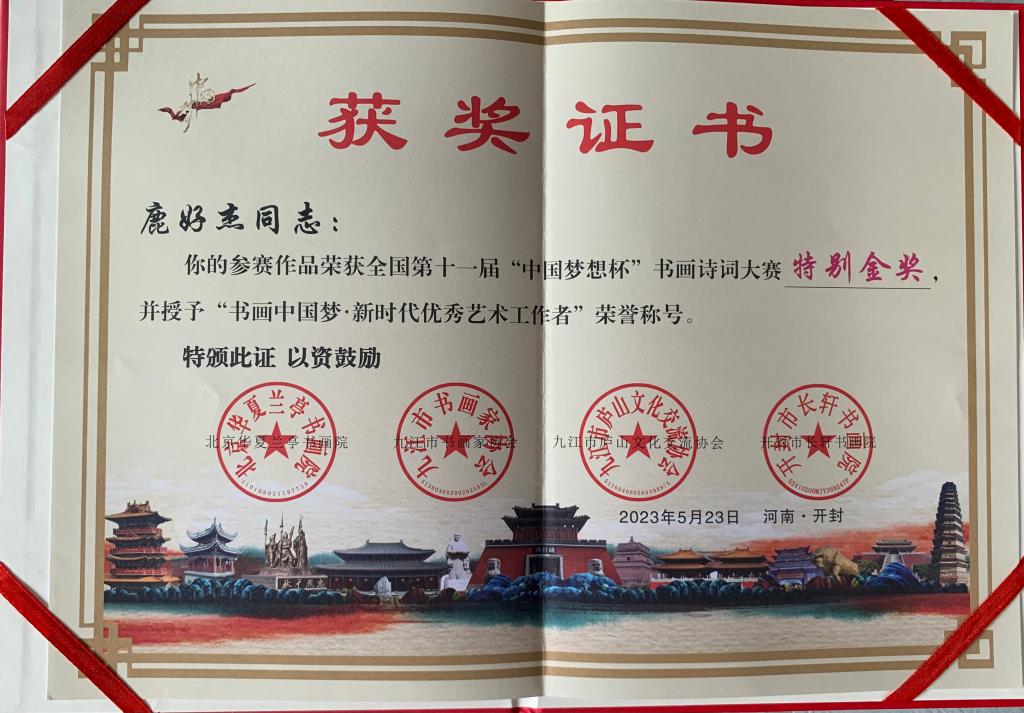 获奖证书
鹿好杰同志：
你的参赛作品荣获全国第十一届“中国梦想杯”书画诗词大赛 特别金奖，
并授予“书画中国梦·新时代优秀艺术工作者”荣誉称号。
特颁此证 以资鼓励
北京华夏兰亭书画院 九江市书画家协会 九江市庐山文化交流协会 开封市长轩书画院
北京华夏兰亭书画院
九江市书画家协会
九江市庐山文化交流协会
开封市长轩书画院
2023年5月23日 河南·开封